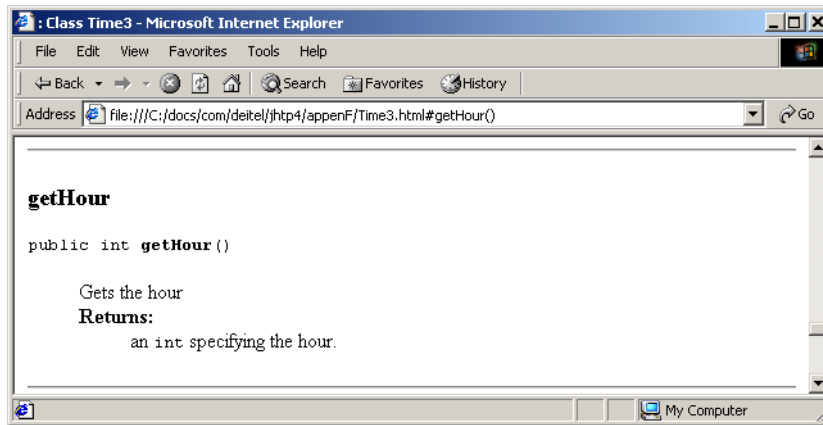 : Class Time3 - Microsoft Internet Explorer
File Edit View Favorites Tools Help
Back Search Favorites History
Address file:///C:/docs/com/deitel/jhtp4/appenF/Time3.html#getHour() Go
getHour
public int getHour()
Gets the hour
Returns:
an int specifying the hour.
My Computer